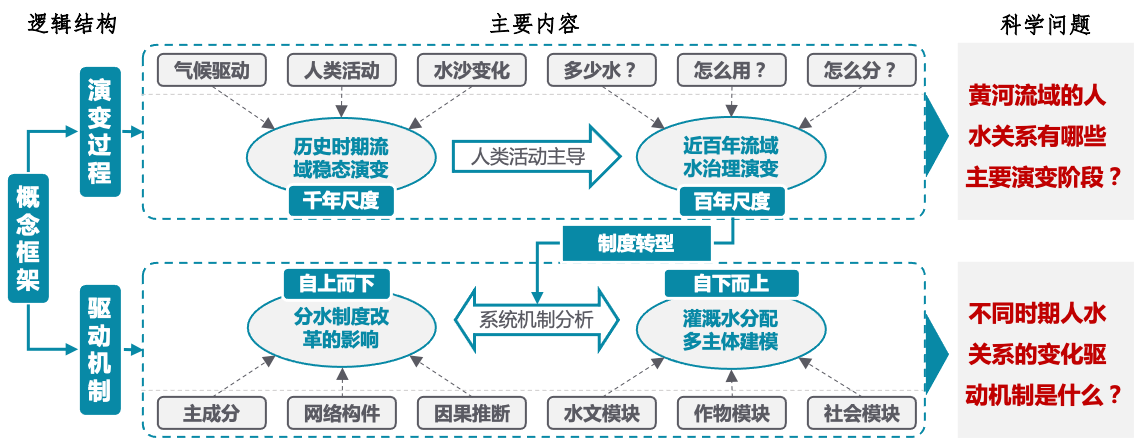 逻辑结构
主要内容
科学问题
概念框架
演变过程
气候驱动
人类活动
水沙变化
多少水？
怎么用？
怎么分？
历史时期流
域稳态演变
千年尺度
人类活动主导
近百年流域
水治理演变
百年尺度
黄河流域的人
水关系有哪些
主要演变阶段？
制度转型
驱动机制
自上而下
分水制度改
革的影响
系统机制分析
自下而上
灌溉水分配
多主体建模
主成分
网络构件
因果推断
水文模块
作物模块
社会模块
不同时期人水
关系的变化驱
动机制是什么？